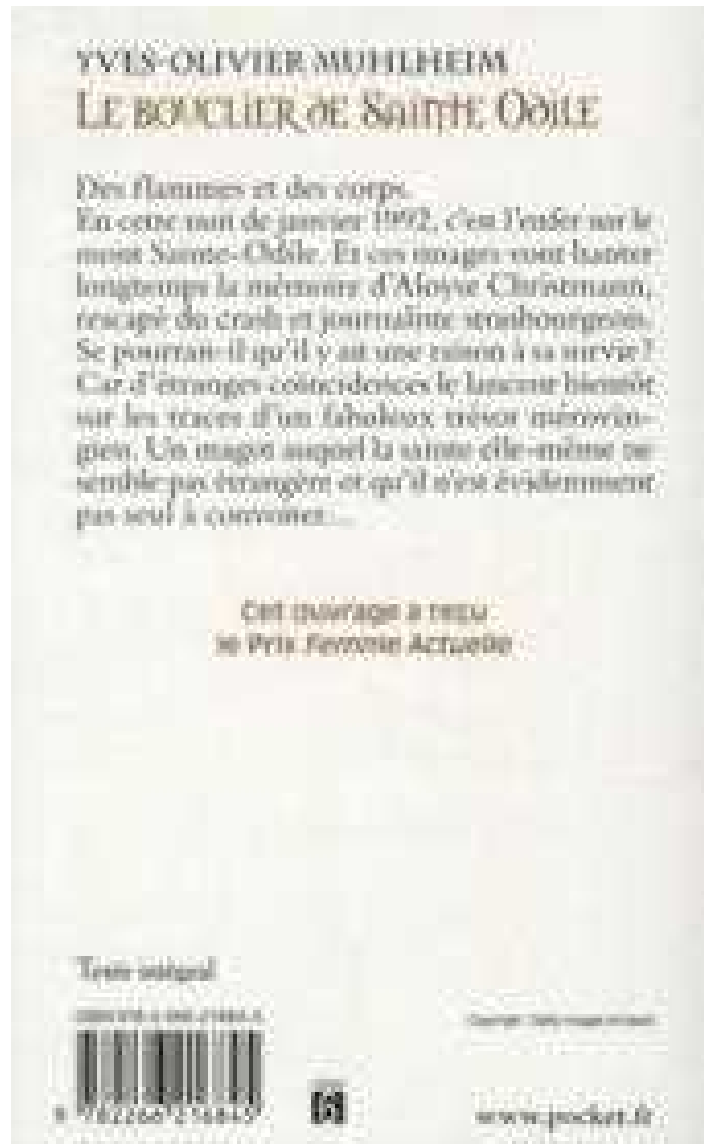 YVES-OLIVIER MUHLHEIM
LE BOUCLIER DE SAINTE ODILE
Des flammes et des corps.
En cette nuit de janvier 1992, c'est l'enfer sur le
mont Sainte-Odile. Et ces images vont hanter
longtemps la mémoire d'Aloyse Christmann,
rescapé du crash et journaliste strasbourgeois.
Se pourrait-il qu'il y ait une raison à sa survie ?
Car d'étranges coïncidences le lancent bientôt
sur les traces d'un fabuleux trésor mérovin-
gien. Un magot auquel la sainte elle-même ne
semble pas étrangère et qu'il n'est évidemment
pas seul à convoiter...
Cet ouvrage a reçu
le Prix Femme Actuelle
Texte intégral
www.pocket.fr